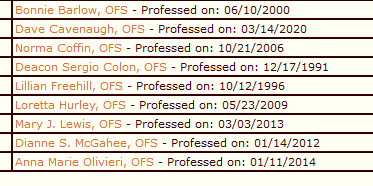 Bonnie Barlow, OFS - Professed on: 06/10/2000
Dave Cavenaugh, OFS - Professed on: 03/14/2020
Norma Coffin, OFS - Professed on: 10/21/2006
Deacon Sergio Colon, OFS - Professed on: 12/17/1991
Lillian Freehill, OFS - Professed on: 10/12/1996
Loretta Hurley, OFS - Professed on: 05/23/2009
Mary J. Lewis, OFS - Professed on: 03/03/2013
Dianne S. McGahee, OFS - Professed on: 01/14/2012
Anna Marie Olivieri, OFS - Professed on: 01/11/2014